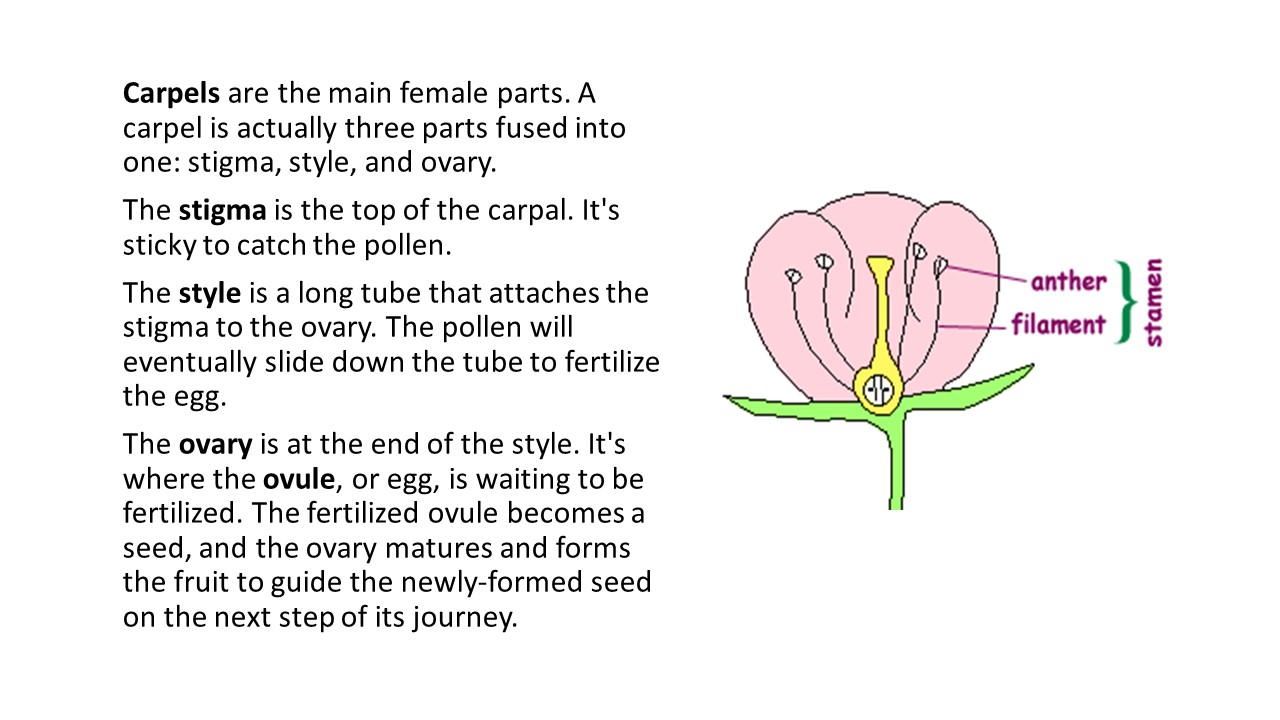 Carpels are the main female parts. A
carpel is actually three parts fused into
one: stigma, style, and ovary.
The stigma is the top of the carpal. It's
sticky to catch the pollen.
The style is a long tube that attaches the
stigma to the ovary. The pollen will
eventually slide down the tube to fertilize
the egg.
The ovary is at the end of the style. It's
where the ovule, or egg, is waiting to be
fertilized. The fertilized ovule becomes a
seed, and the ovary matures and forms
the fruit to guide the newly-formed seed
on the next step of its journey.
anther
filament
stamen